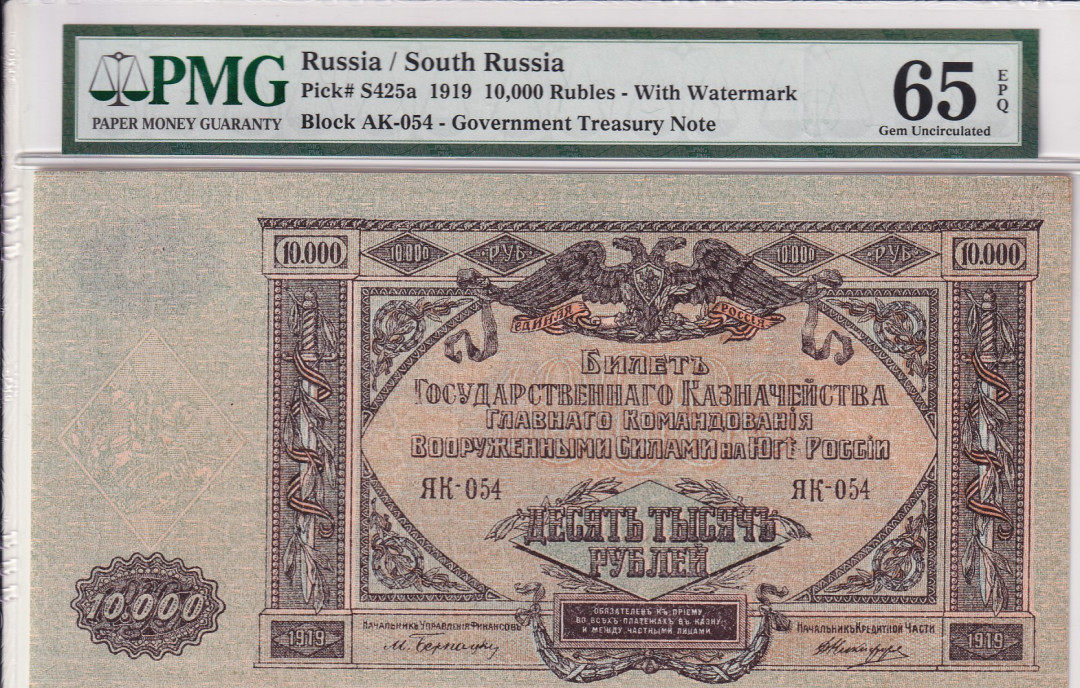 PMG
PAPER MONEY GUARANTY
Russia / South Russia
Pick# S425a 1919 10,000 Rubles - With Watermark
Block AK-054 - Government Treasury Note
65
EPQ
Gem Uncirculated
10.000 10.000 РУБ 10.000 РУБ 10.000
ЕДИНАЯ РОССІЯ
БИЛЕТЪ
ГОСУДАРСТВЕННАГО КАЗНАЧЕЙСТВА
ГЛАВНАГО КОМАНДОВАНІЯ
ВООРУЖЕННЫМИ СИЛАМИ НА ЮГѢ РОССІИ
ЯК-054 ЯК-054
ДЕСЯТЬ ТЫСЯЧЪ
РУБЛЕЙ
10.000
ОБЯЗАТЕЛЕНЪ КЪ ПРІЕМУ
ВО ВСѢХЪ ПЛАТЕЖАХЪ ВЪ КАЗНУ
И МЕЖДУ ЧАСТНЫМИ ЛИЦАМИ.
1919 НАЧАЛЬНИКЪ УПРАВЛЕНІЯ ФИНАНСОВЪ НАЧАЛЬНИКЪ КРЕДИТНОЙ ЧАСТИ 1919